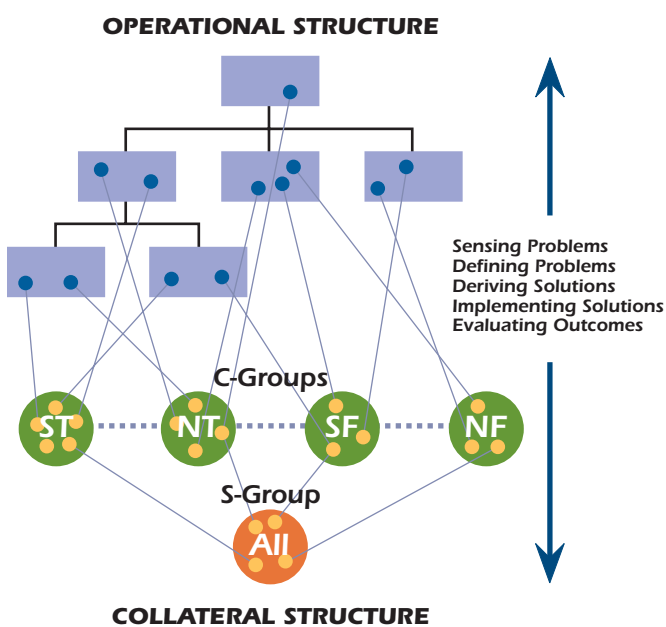 OPERATIONAL STRUCTURE
Sensing Problems
Defining Problems
Deriving Solutions
Implementing Solutions
Evaluating Outcomes
C-Groups
ST
NT
SF
NF
S-Group
All
COLLATERAL STRUCTURE